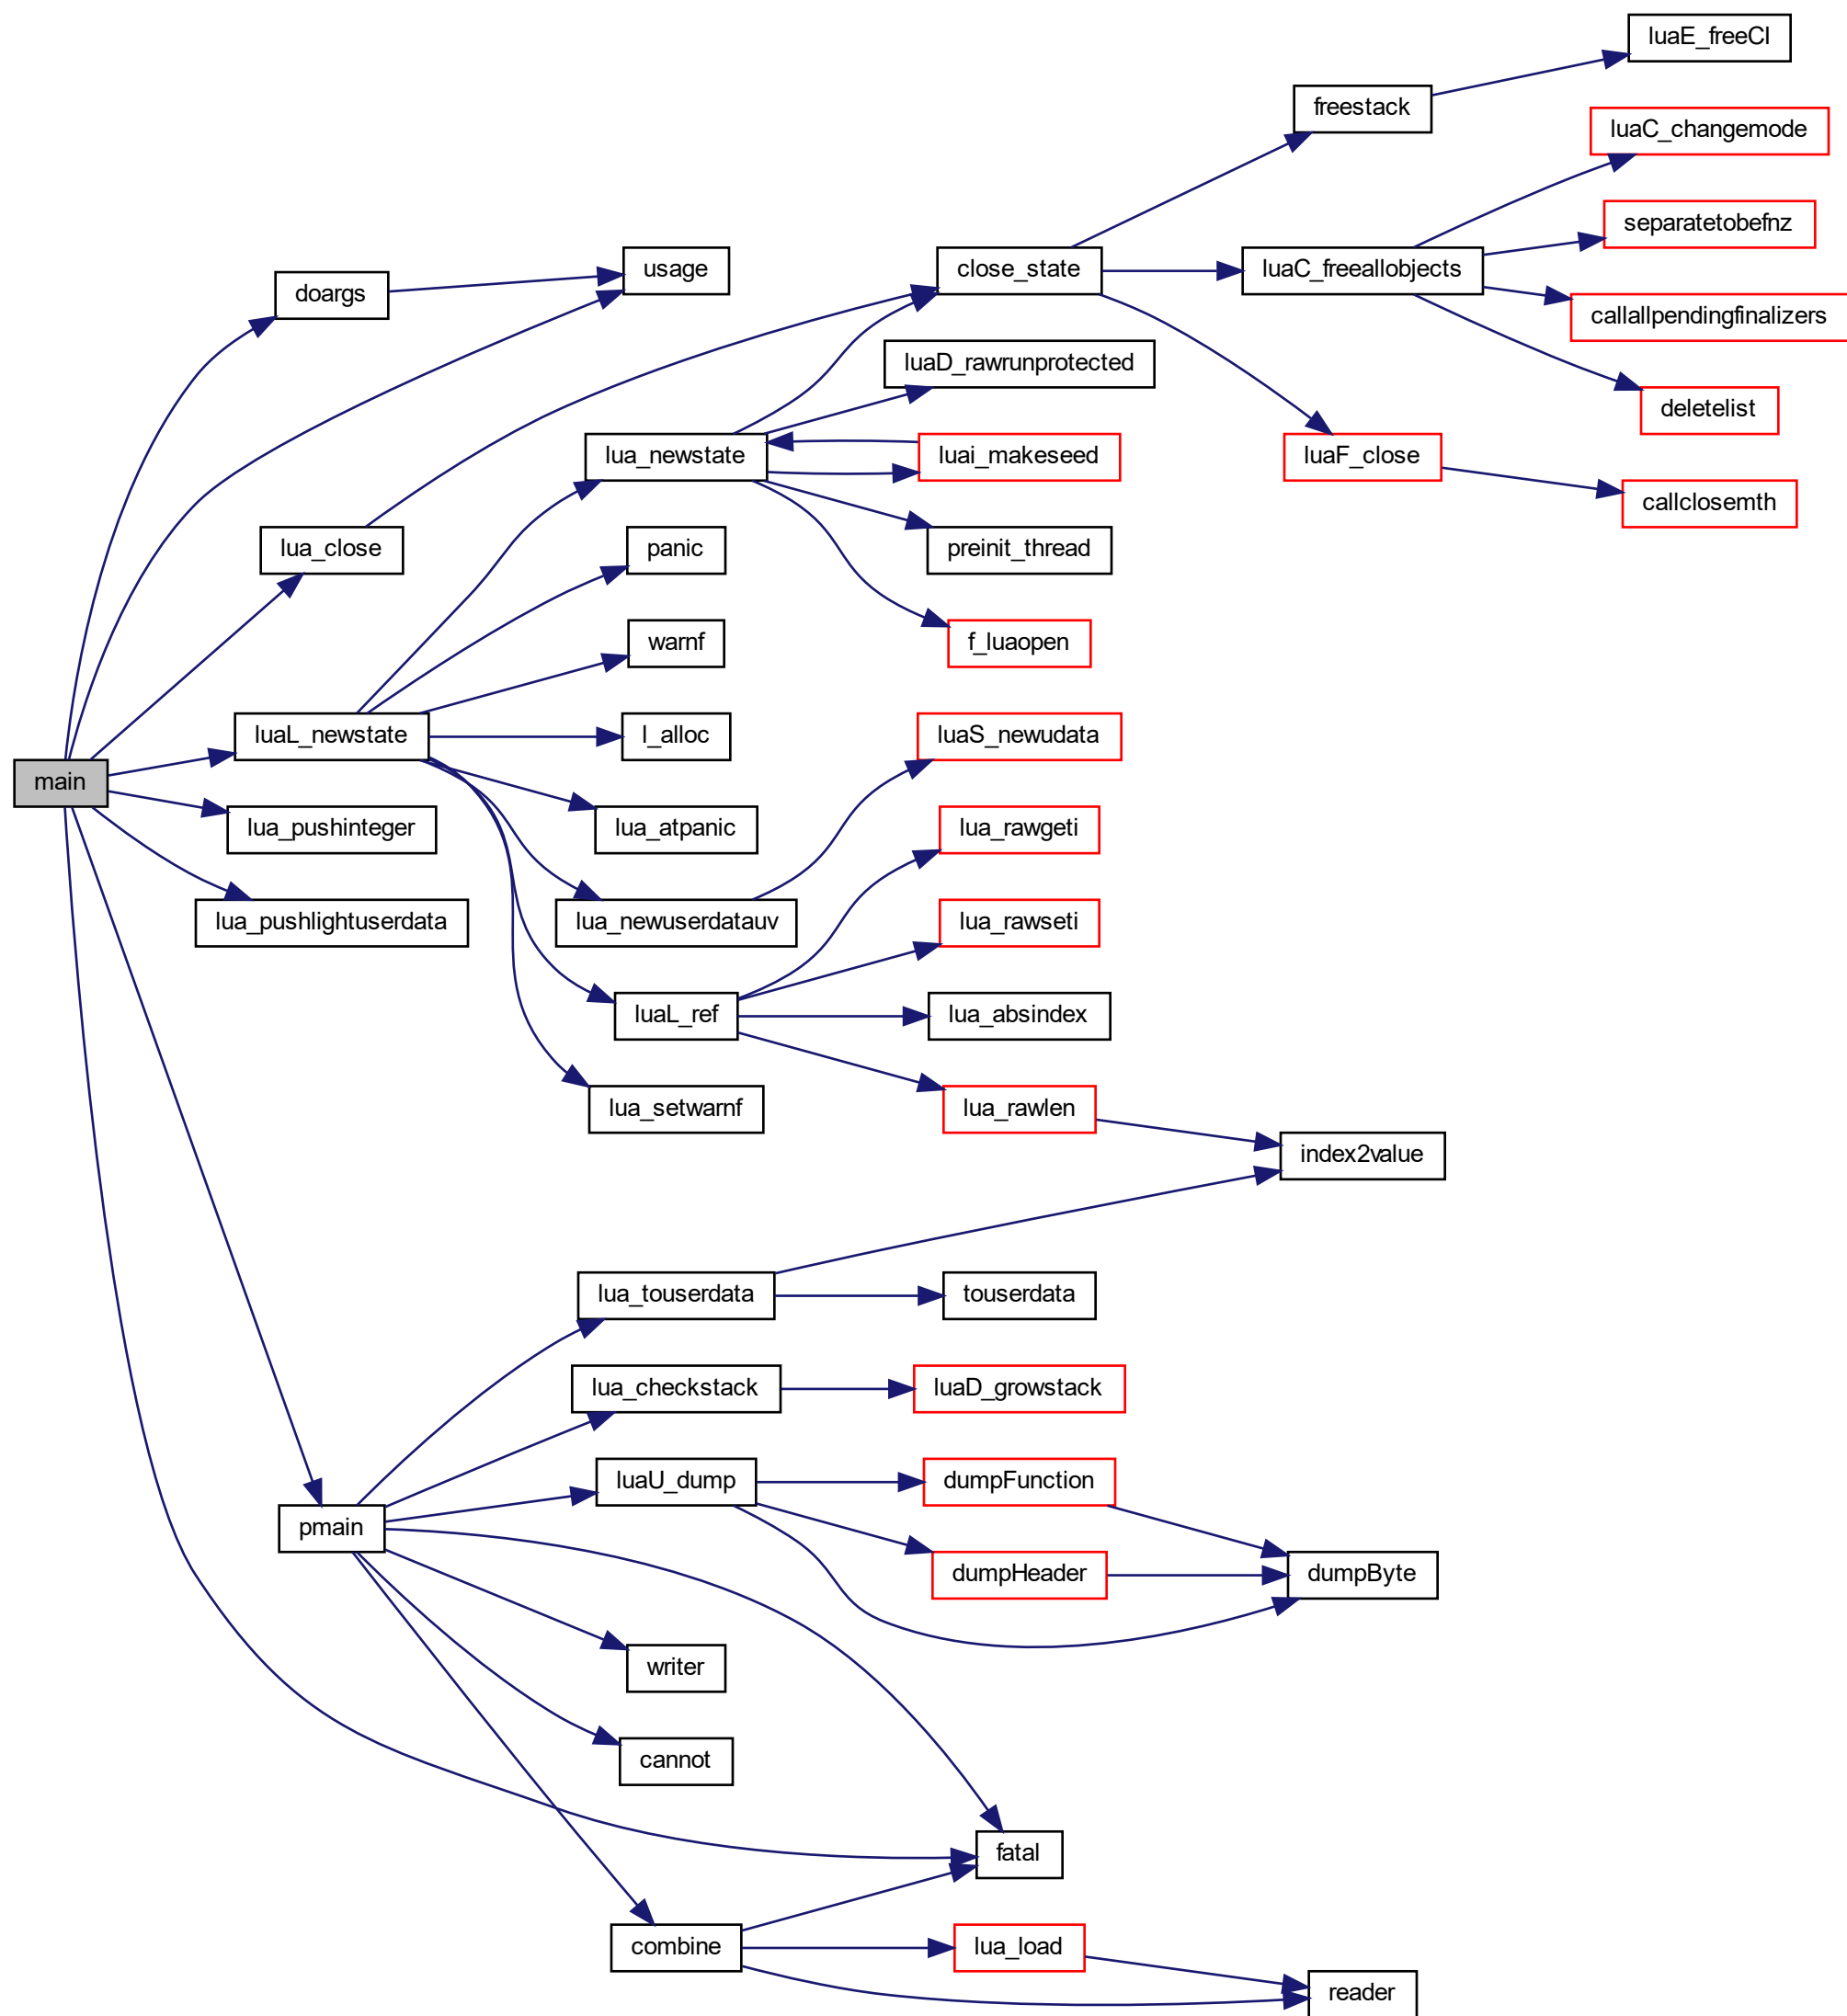 luaE_freeCI
freestack
luaC_changemode
separatetobefnz
usage
close_state
luaC_freeallobjects
doargs
callallpendingfinalizers
luaD_rawrunprotected
deletelist
lua_newstate
luai_makeseed
luaF_close
callclosemth
lua_close
panic
preinit_thread
warnf
f_luaopen
luaL_newstate
l_alloc
luaS_newudata
main
lua_pushinteger
lua_atpanic
lua_rawgeti
lua_pushlightuserdata
lua_newuserdatauv
lua_rawseti
luaL_ref
lua_absindex
lua_setwarnf
lua_rawlen
index2value
lua_touserdata
touserdata
lua_checkstack
luaD_growstack
luaU_dump
dumpFunction
pmain
dumpHeader
dumpByte
writer
cannot
fatal
combine
lua_load
reader